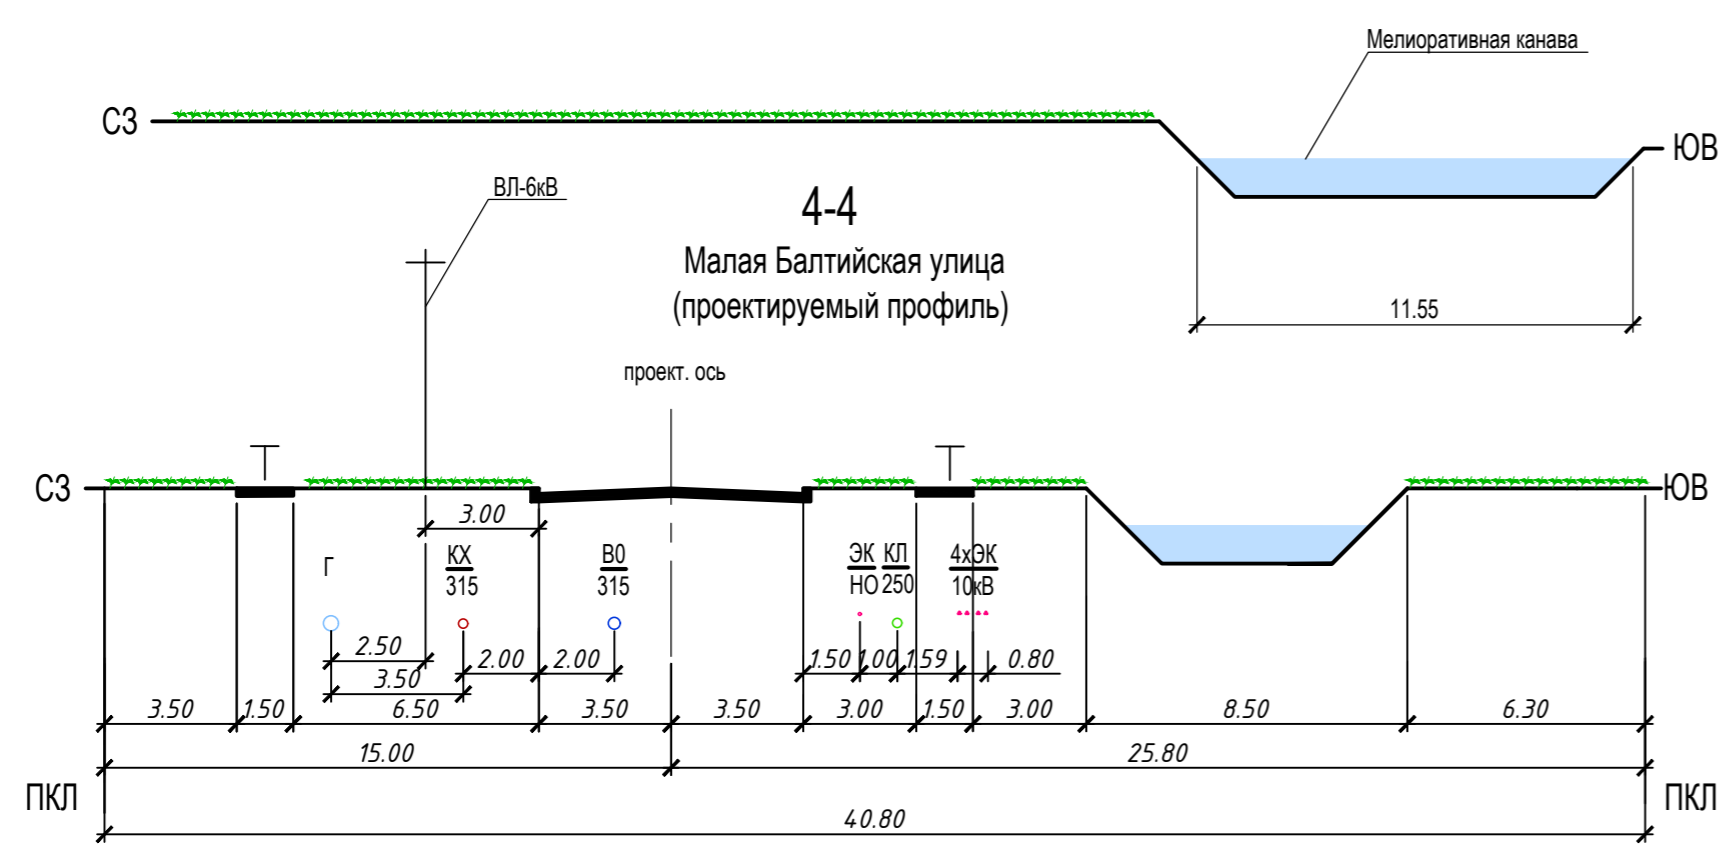 Мелиоративная канава
СЗ
ЮВ
ВЛ-6кВ
4-4
Малая Балтийская улица
(проектируемый профиль)
11.55
проект. ось
СЗ
ЮВ
3.00
Г
КХ
315
В0
315
ЭК
НО
КЛ
250
4хЭК
10кВ
2.50
2.00
2.00
1.50
1.00
1.59
0.80
3.50
3.50
1.50
6.50
3.50
3.50
3.00
1.50
3.00
8.50
6.30
15.00
25.80
ПКЛ
ПКЛ
40.80